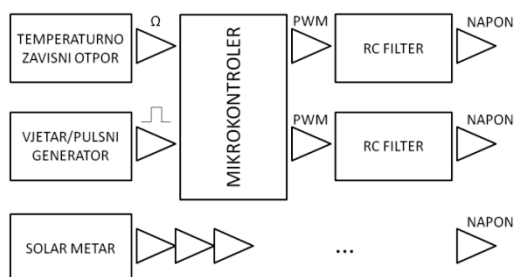 TEMPERATURNO
ZAVISNI OTPOR
Ω
MIKROKONTROLER
PWM
RC FILTER
NAPON
VJETAR/PULSNI
GENERATOR
PWM
RC FILTER
NAPON
SOLAR METAR
...
NAPON